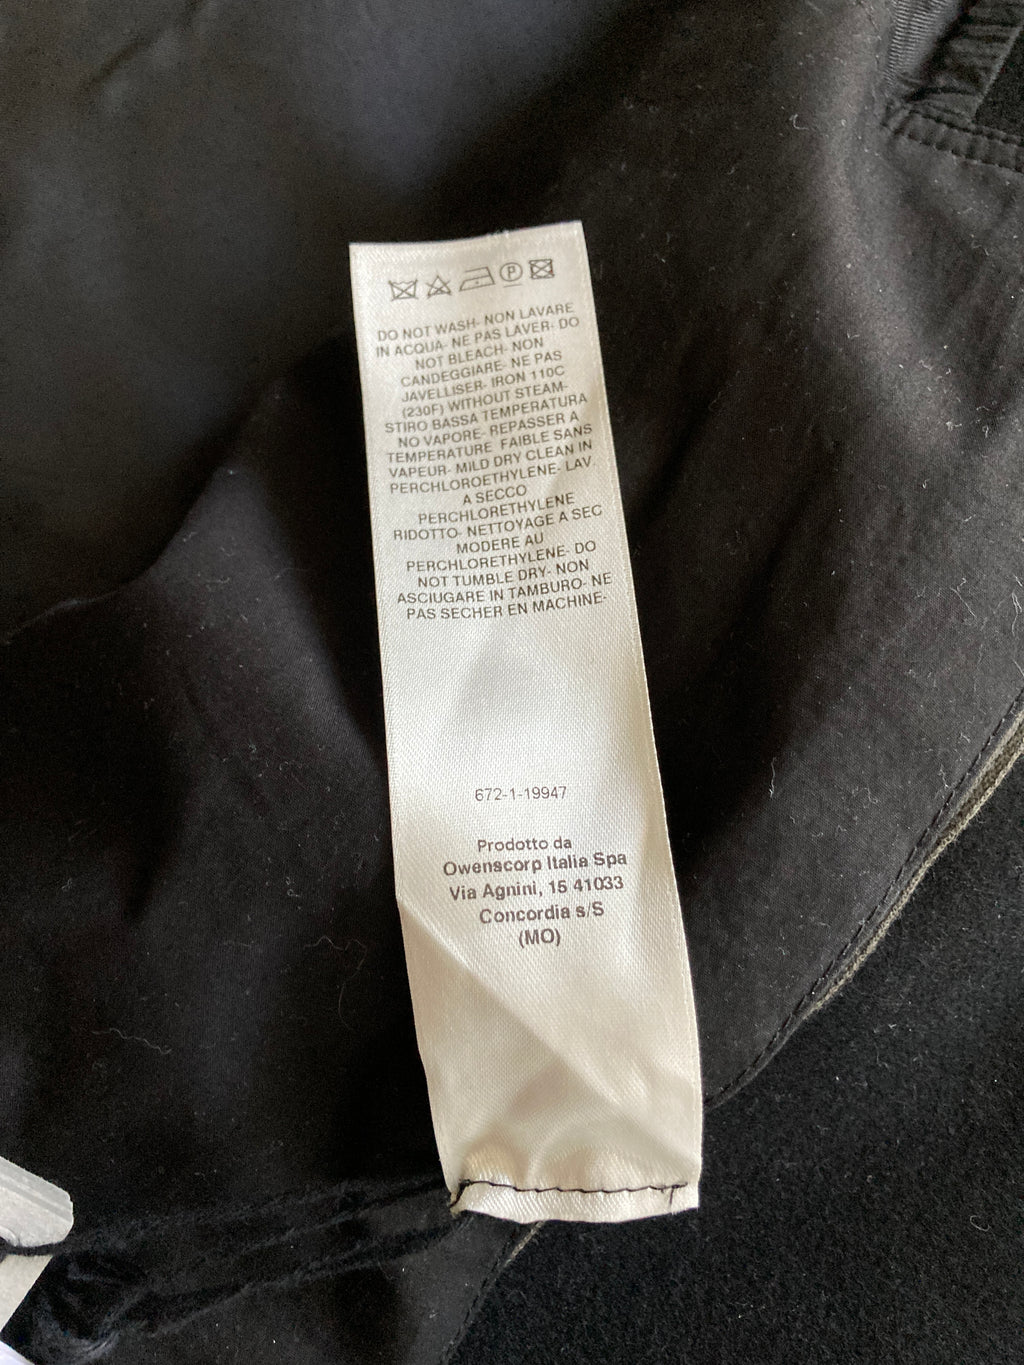 DO NOT WASH- NON LAVARE
IN ACQUA- NE PAS LAVER- DO
NOT BLEACH- NON
CANDEGGIARE- NE PAS
JAVELLISER- IRON 110C
(230F) WITHOUT STEAM-
STIRO BASSA TEMPERATURA
NO VAPORE- REPASSER A
TEMPERATURE FAIBLE SANS
VAPEUR- MILD DRY CLEAN IN
PERCHLOROETHYLENE- LAV
A SECCO
PERCHLORETHYLENE
RIDOTTO- NETTOYAGE A SEC
MODERE AU
PERCHLORETHYLENE- DO
NOT TUMBLE DRY- NON
ASCIUGARE IN TAMBURO- NE
PAS SECHER EN MACHINE-
672-1-19947
Prodotto da
Owenscorp Italia Spa
Via Agnini, 15 41033
Concordia s/S
(MO)